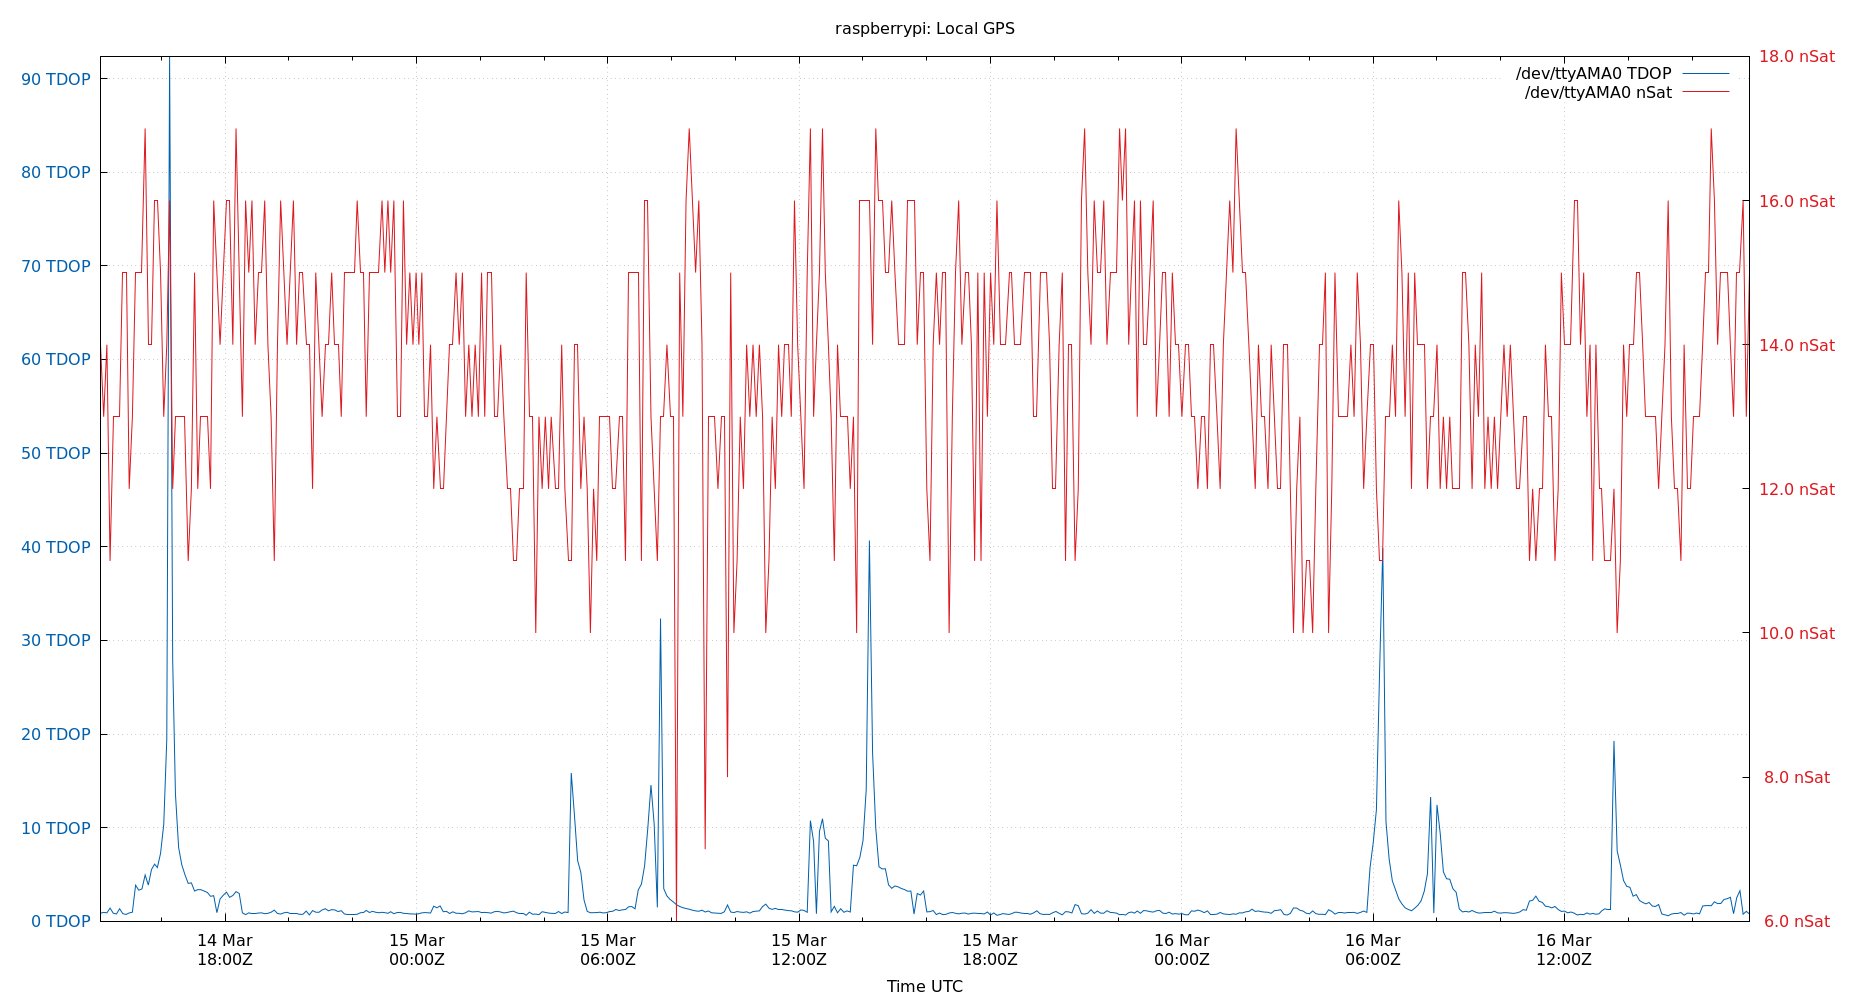 raspberrypi: Local GPS
90 TDOP
80 TDOP
70 TDOP
60 TDOP
50 TDOP
40 TDOP
30 TDOP
20 TDOP
10 TDOP
0 TDOP
18.0 nSat
16.0 nSat
14.0 nSat
12.0 nSat
10.0 nSat
8.0 nSat
6.0 nSat
/dev/ttyAMA0 TDOP
/dev/ttyAMA0 nSat
14 Mar
18:00Z
15 Mar
00:00Z
15 Mar
06:00Z
15 Mar
12:00Z
15 Mar
18:00Z
16 Mar
00:00Z
16 Mar
06:00Z
16 Mar
12:00Z
Time UTC